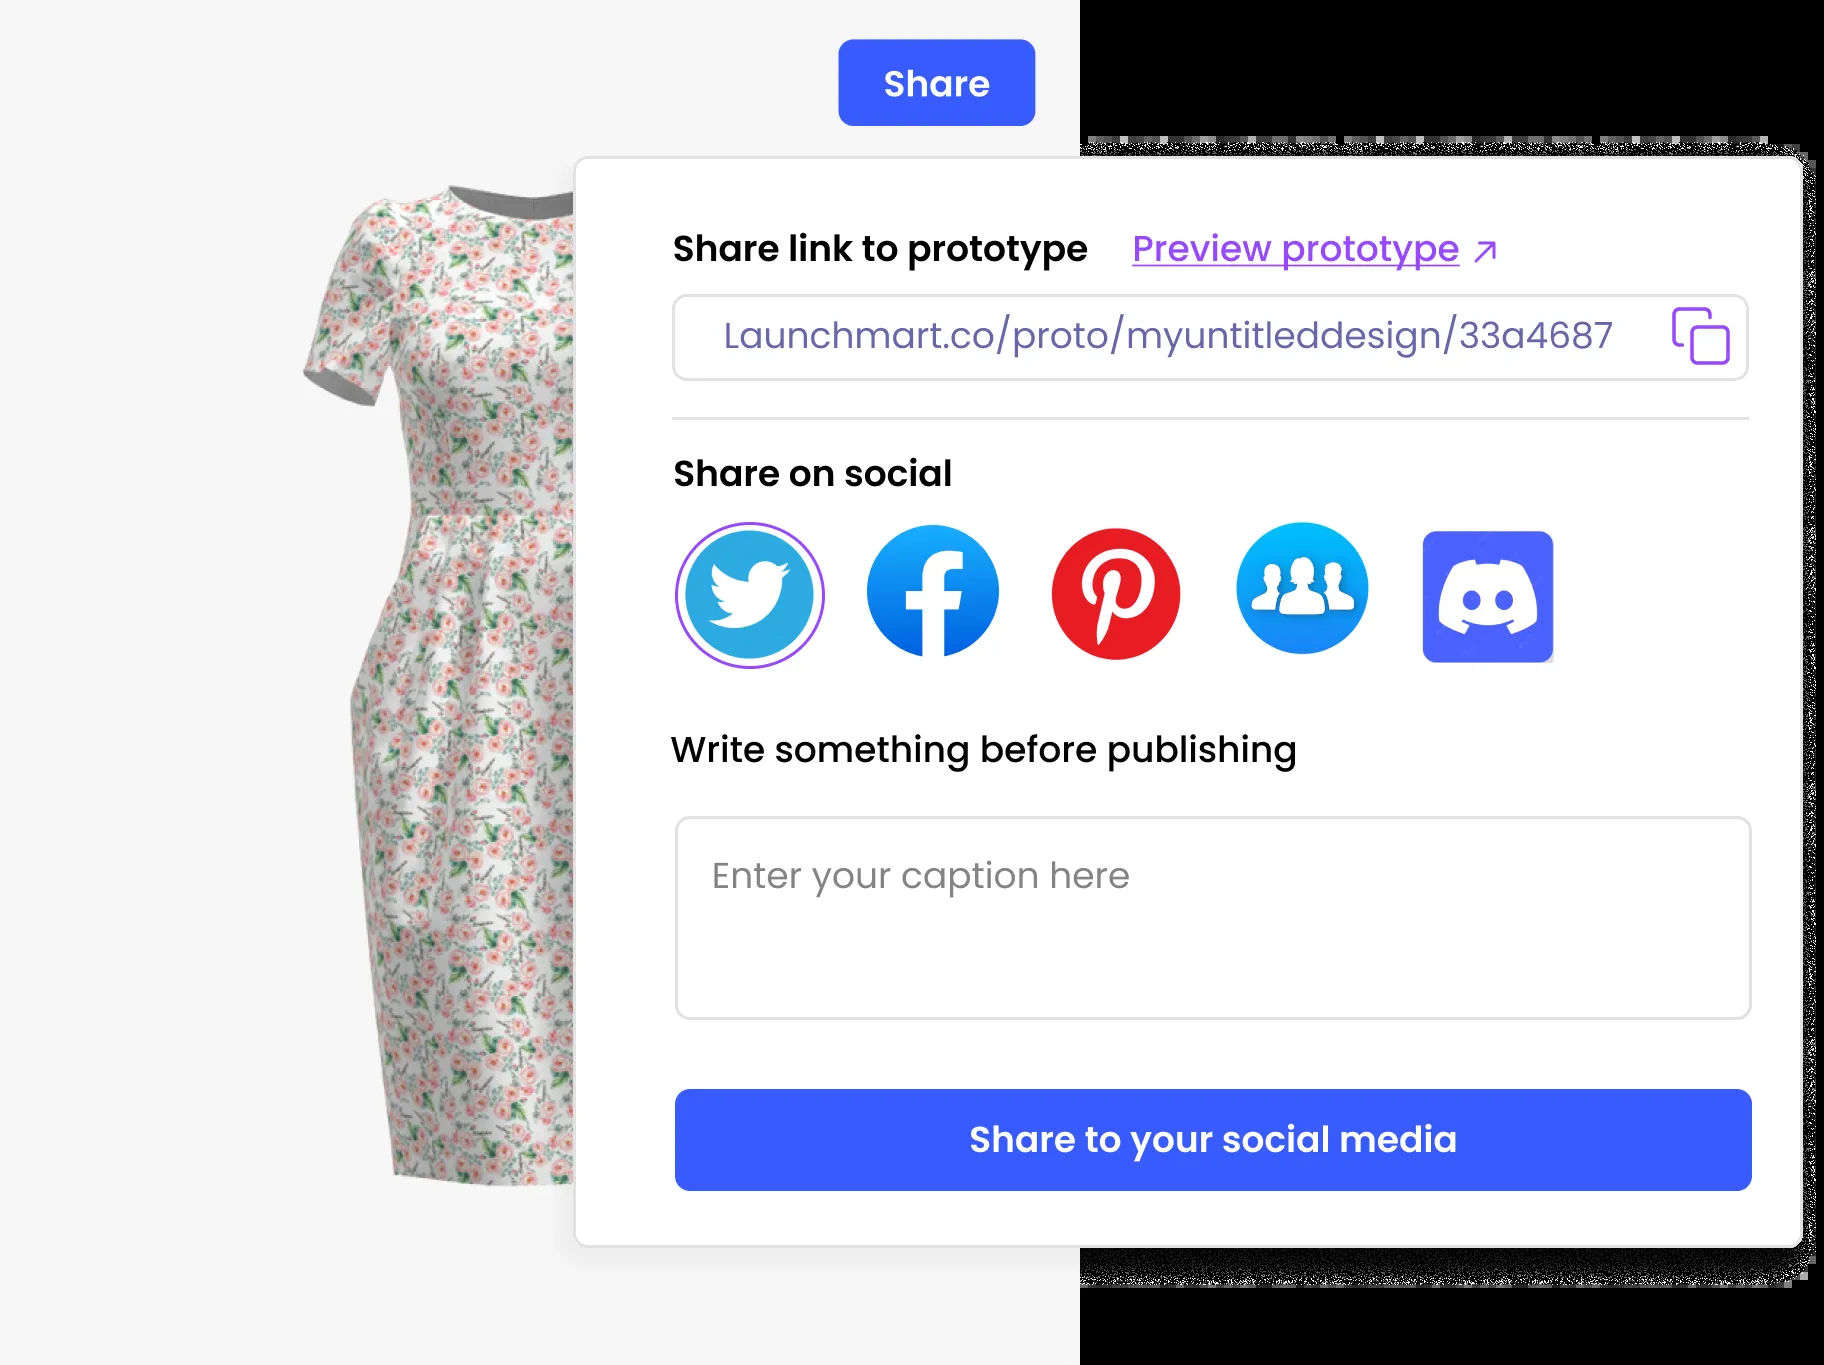 Share
Share link to prototype Preview prototype ↗
Launchmart.co/proto/myuntitleddesign/33a4687
Share on social
Write something before publishing
Enter your caption here
Share to your social media